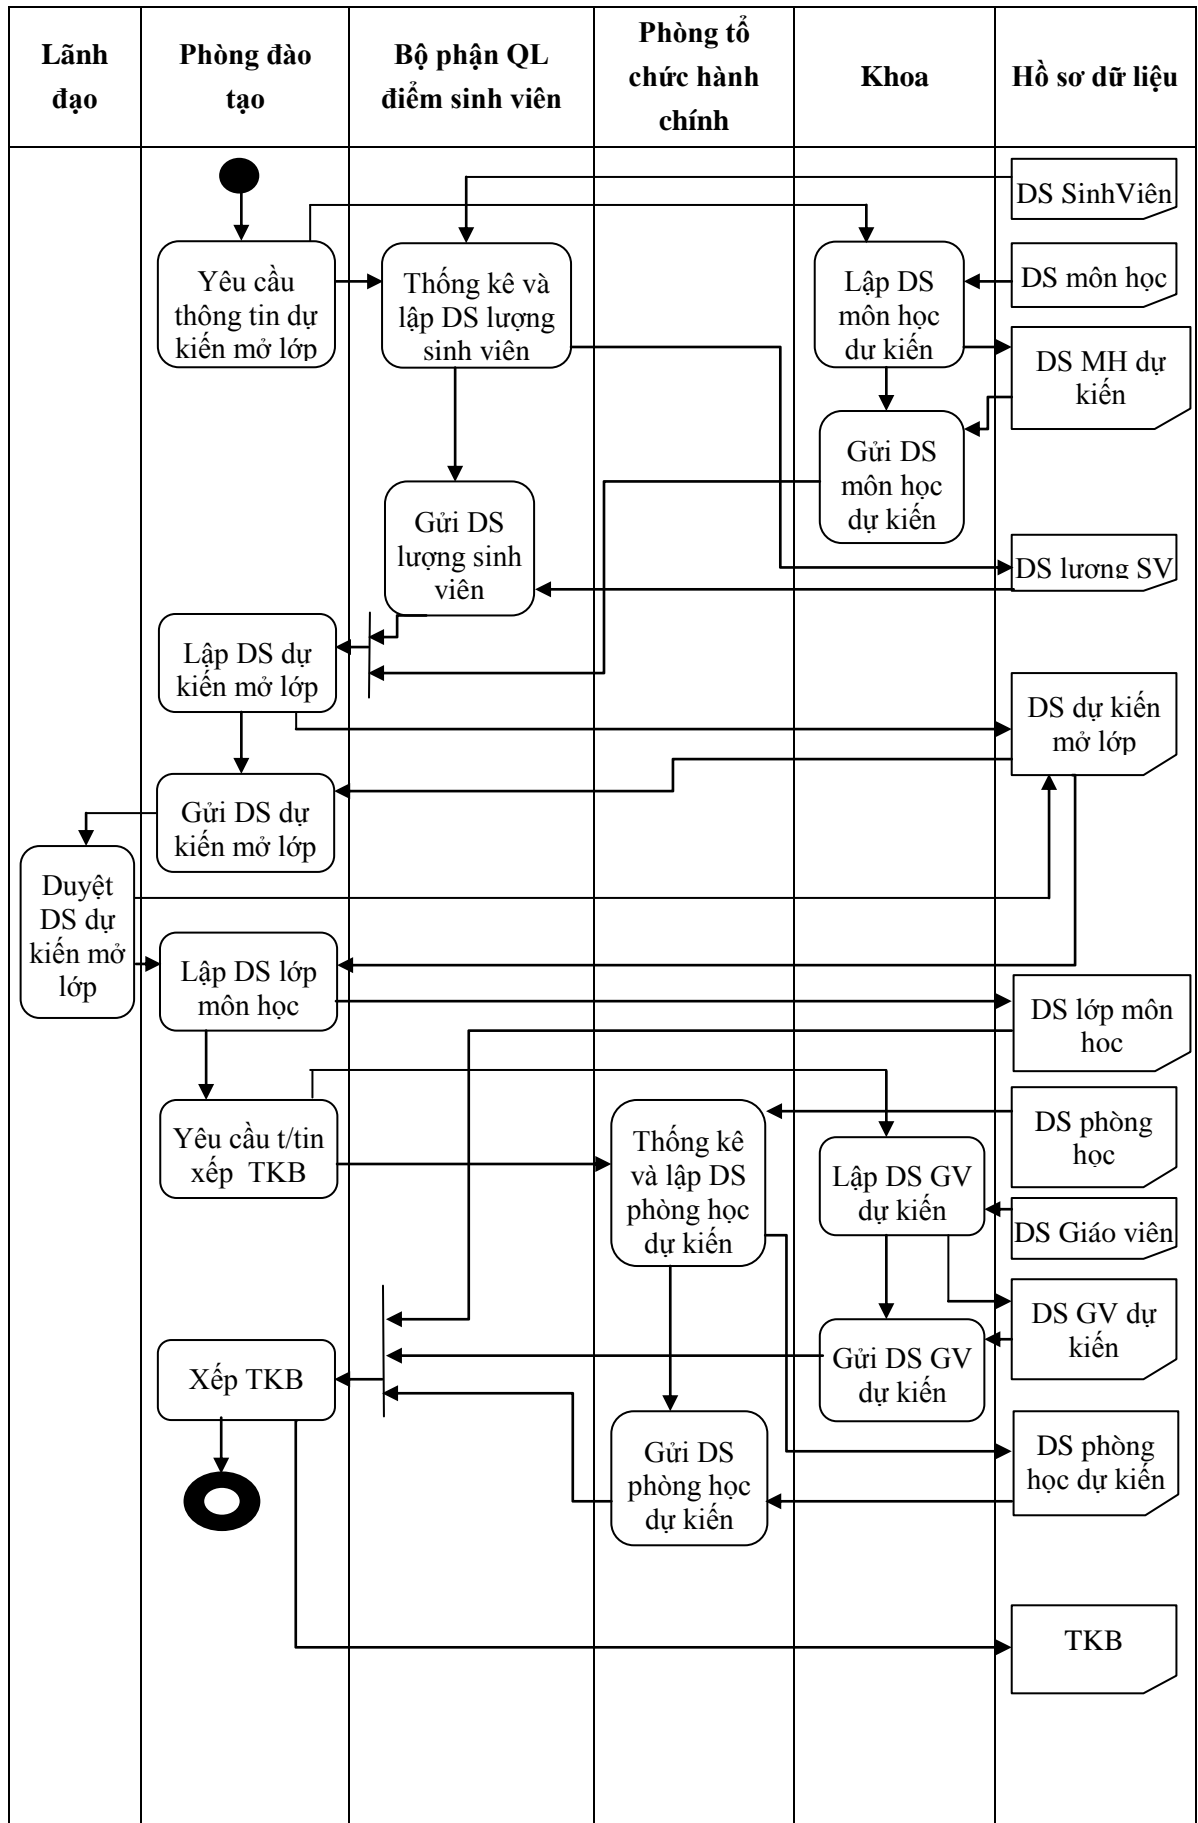 Lãnh
đạo
Phòng đào
tạo
Bộ phận QL
điểm sinh viên
Phòng tổ
chức hành
chính
Khoa
Hồ sơ dữ liệu
DS SinhViên
Yêu cầu
thông tin dự
kiến mở lớp
Thống kê và
lập DS lượng
sinh viên
Lập DS
môn học
dư kiến
DS môn học
DS MH dự
kiến
Gửi DS
môn học
dự kiến
Gửi DS
lượng sinh
viên
DS lương SV
Lập DS dự
kiến mở lớp
DS dự kiến
mở lớp
Gửi DS dự
kiến mở lớp
Duyệt
DS dự
kiến mở
lớp
Lập DS lớp
môn học
DS lớp môn
học
Yêu cầu t/tin
xếp TKB
Thống kê
và lập DS
phòng học
dự kiến
DS phòng
học
Lập DS GV
dự kiến
DS Giáo viên
DS GV dự
kiến
Xếp TKB
Gửi DS GV
dự kiến
Gửi DS
phòng học
dự kiến
DS phòng
học dự kiến
TKB